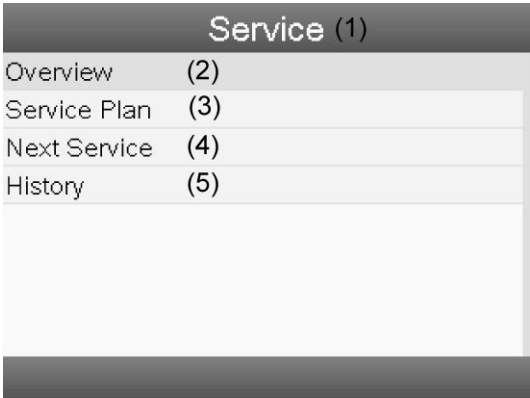 Service (1)
Overview (2)
Service Plan (3)
Next Service (4)
History (5)